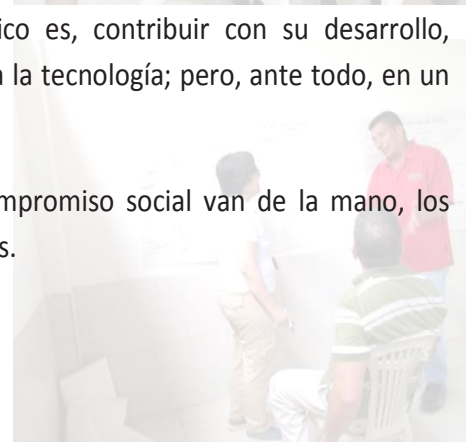 ico es, contribuir con su desarrollo,
la tecnología; pero, ante todo, en un
mpromiso social van de la mano, los
s.